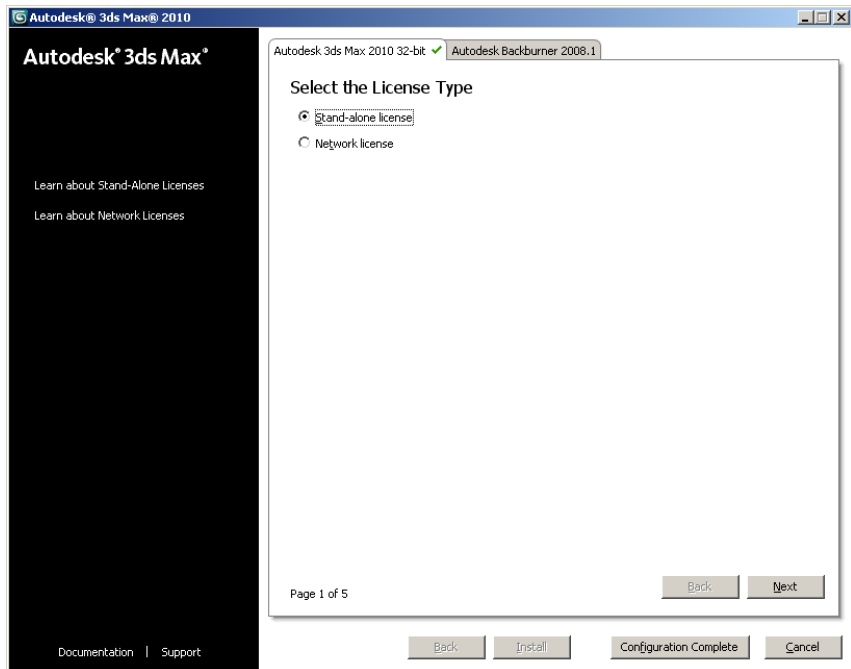 Autodesk® 3ds Max® 2010
Autodesk® 3ds Max®
Learn about Stand-Alone Licenses
Learn about Network Licenses
Documentation | Support
Autodesk 3ds Max 2010 32-bit
Autodesk Backburner 2008.1
Select the License Type
Stand-alone license
Network license
Page 1 of 5
Back
Next
Back
Install
Configuration Complete
Cancel